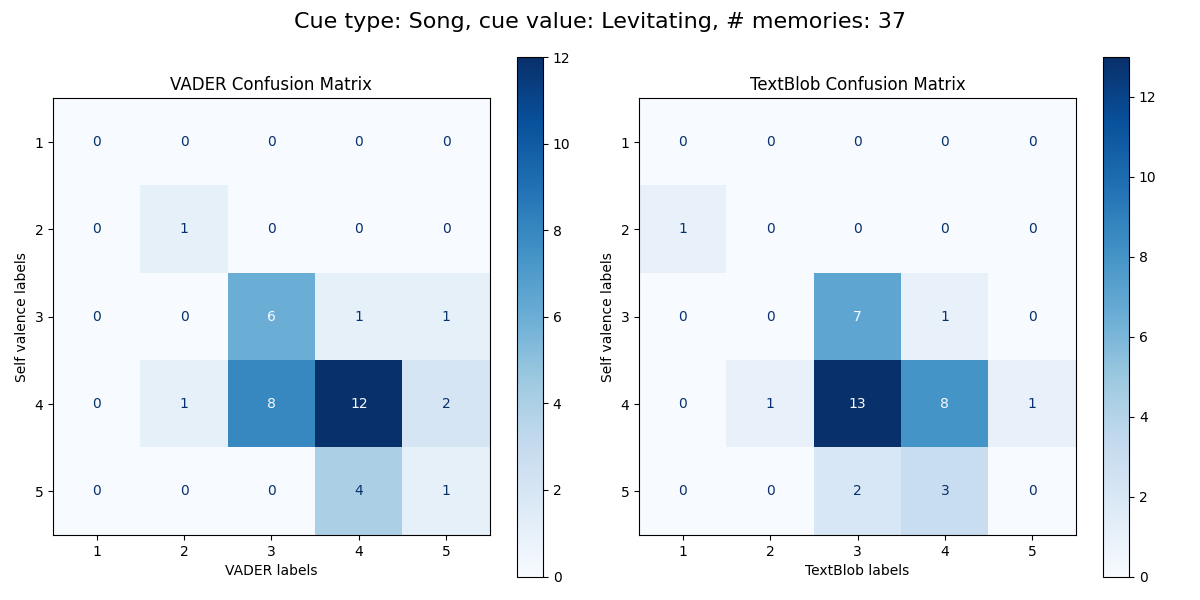 Cue type: Song, cue value: Levitating, # memories: 37
VADER Confusion Matrix
Self valence labels
1 0 0 0 0 0
2 0 1 0 0 0
3 0 0 6 1 1
4 0 1 8 12 2
5 0 0 0 4 1
1 2 3 4 5
VADER labels
12
10
8
6
4
2
0
TextBlob Confusion Matrix
Self valence labels
1 0 0 0 0 0
2 1 0 0 0 0
3 0 0 7 1 0
4 0 1 13 8 1
5 0 0 2 3 0
1 2 3 4 5
TextBlob labels
12
10
8
6
4
2
0